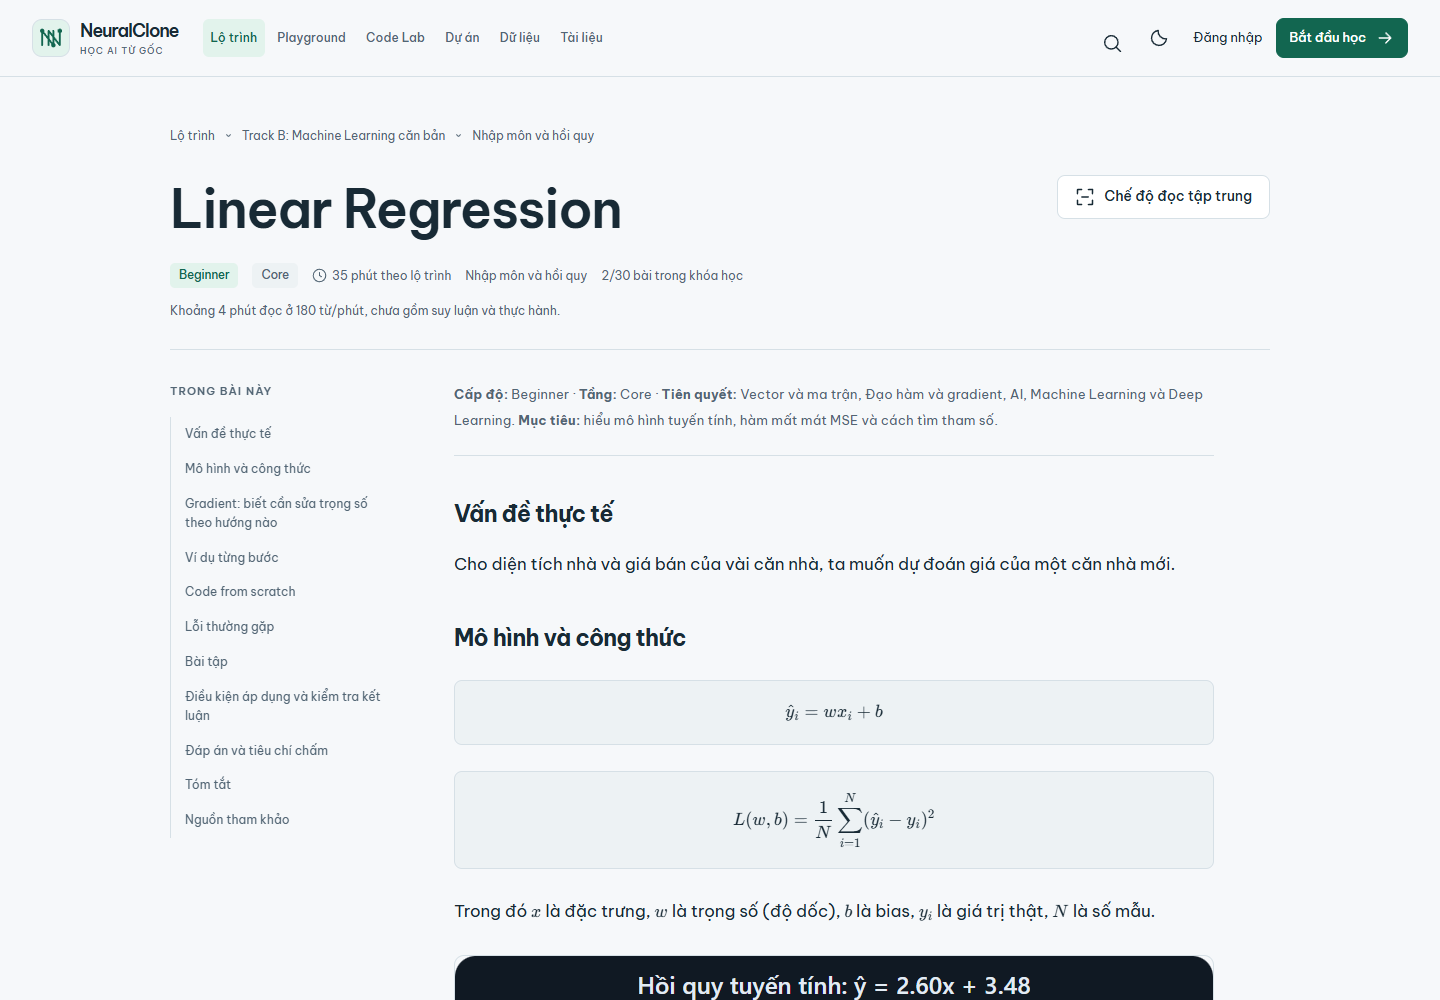 NeuralClone
HỌC AI TỪ GỐC
Lộ trình
Playground
Code Lab
Dự án
Dữ liệu
Tài liệu
Đăng nhập
Bắt đầu học
Lộ trình
Track B: Machine Learning căn bản
Nhập môn và hồi quy
Linear Regression
Chế độ đọc tập trung
Beginner
Core
35 phút theo lộ trình
Nhập môn và hồi quy
2/30 bài trong khóa học
Khoảng 4 phút đọc ở 180 từ/phút, chưa gồm suy luận và thực hành.
TRONG BÀI NÀY
Vấn đề thực tế
Mô hình và công thức
Gradient: biết cần sửa trọng số
theo hướng nào
Ví dụ từng bước
Code from scratch
Lỗi thường gặp
Bài tập
Điều kiện áp dụng và kiểm tra kết
luận
Đáp án và tiêu chí chấm
Tóm tắt
Nguồn tham khảo
Cấp độ: Beginner · Tầng: Core · Tiên quyết: Vector và ma trận, Đạo hàm và gradient, AI, Machine Learning và Deep
Learning. Mục tiêu: hiểu mô hình tuyến tính, hàm mất mát MSE và cách tìm tham số.
Vấn đề thực tế
Cho diện tích nhà và giá bán của vài căn nhà, ta muốn dự đoán giá của một căn nhà mới.
Mô hình và công thức
ŷ_i = wx_i + b
L(w, b) = \frac{1}{N} \sum_{i=1}^{N} (ŷ_i − y_i)^2
Trong đó x là đặc trưng, w là trọng số (độ dốc), b là bias, y_i là giá trị thật, N là số mẫu.
Hồi quy tuyến tính: ŷ = 2.60x + 3.48